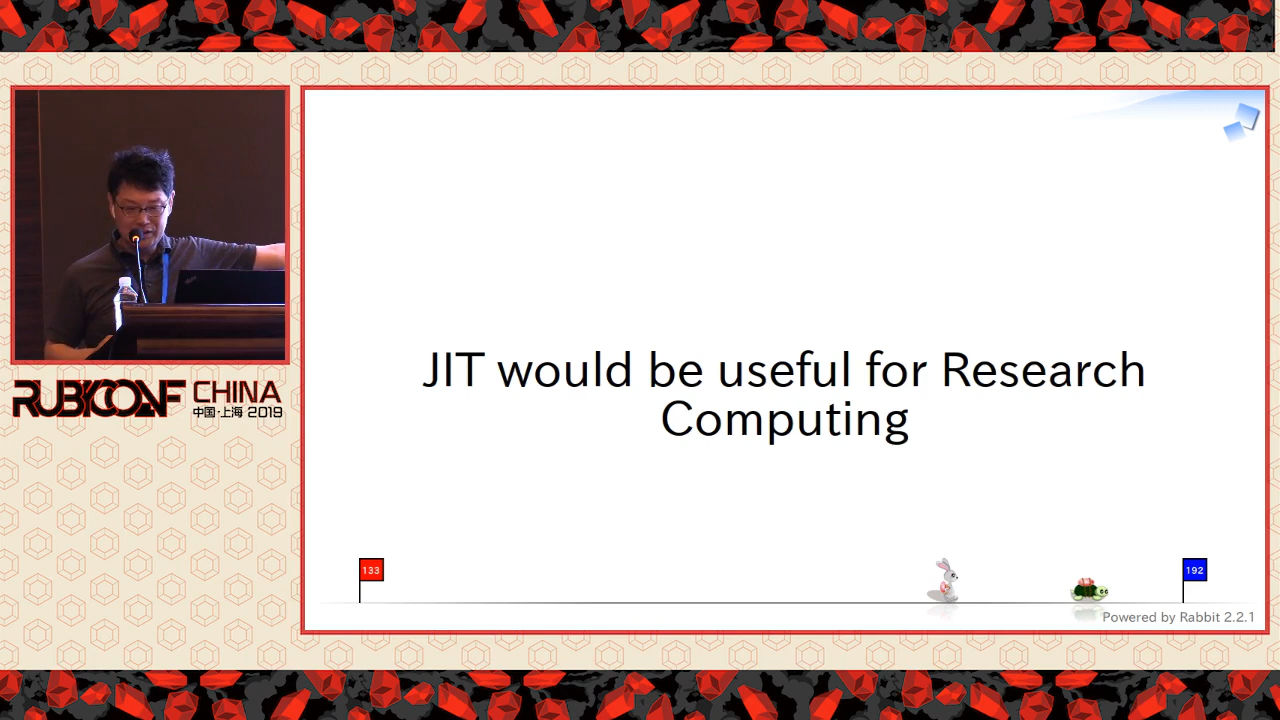 RUBYCONF CHINA
中国·上海 2019
JIT would be useful for Research
Computing
133
192
Powered by Rabbit 2.2.1